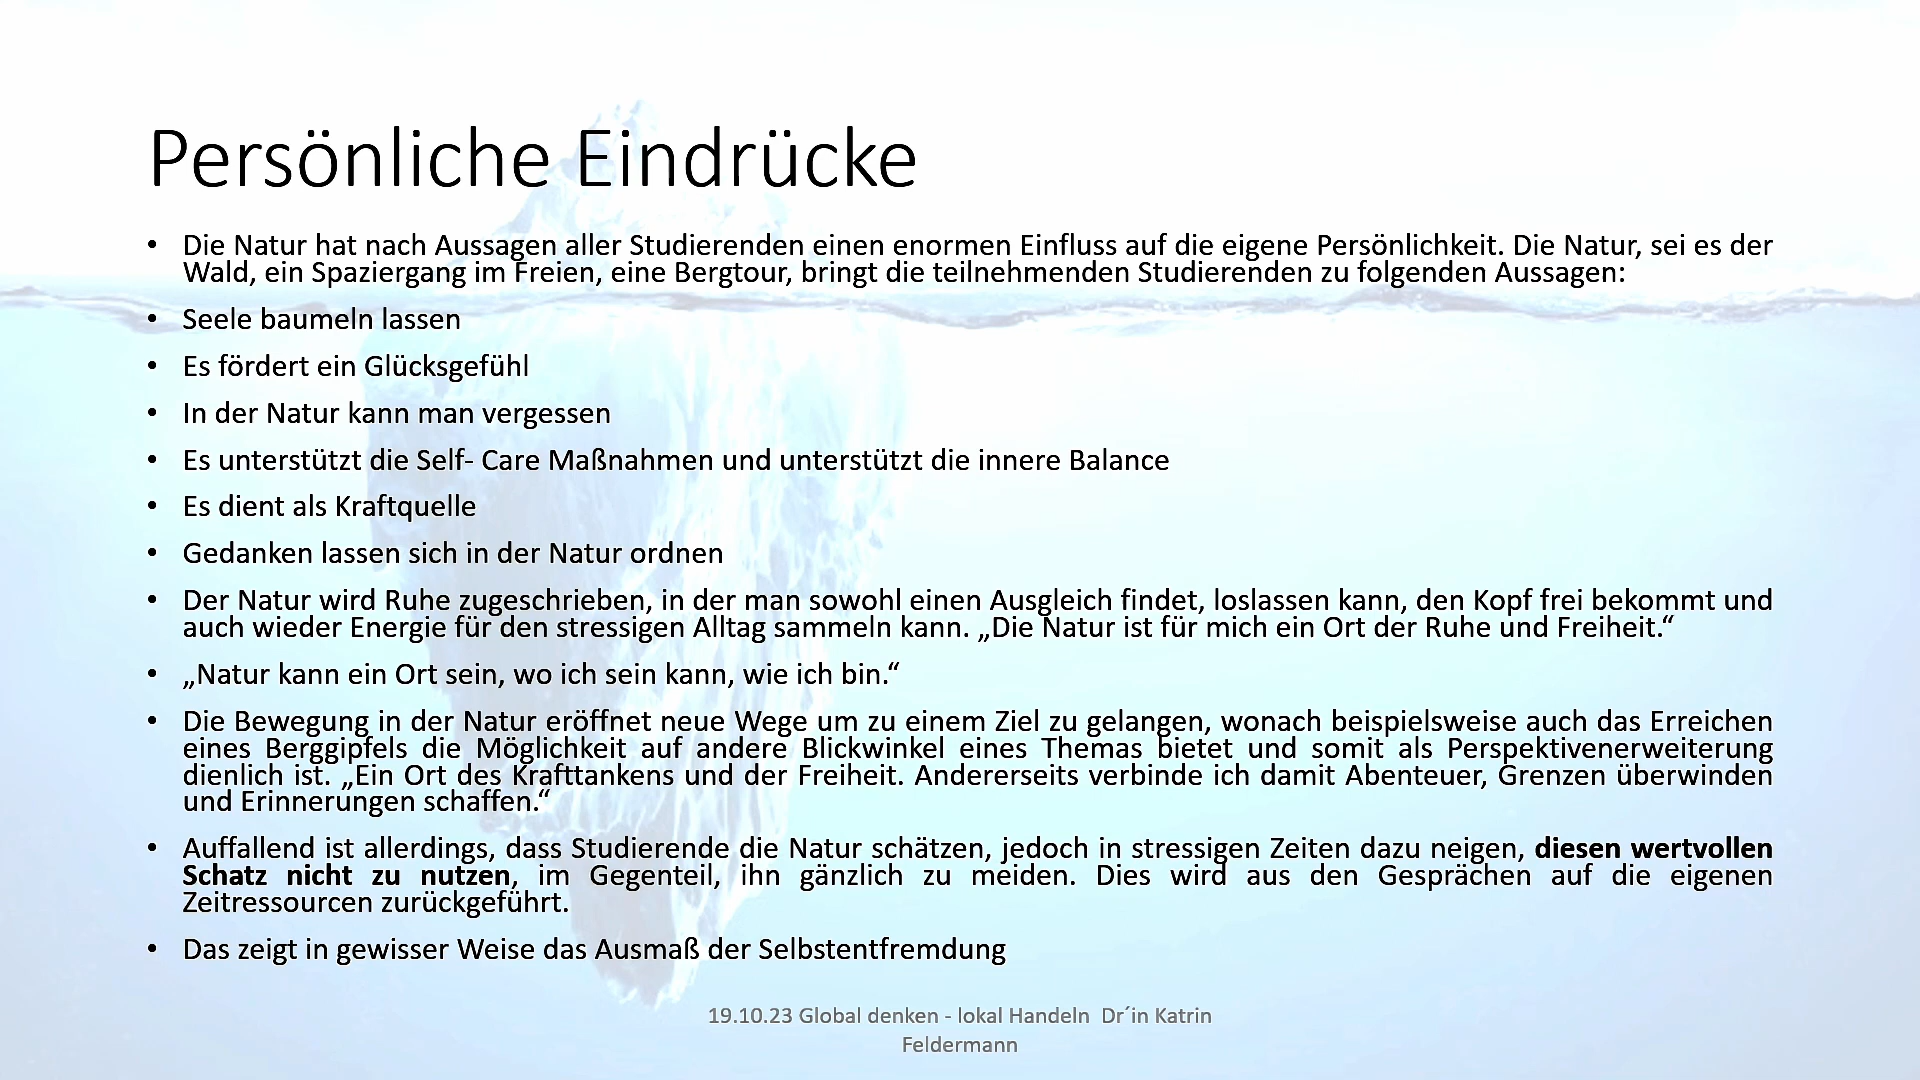 Persönliche Eindrücke
• Die Natur hat nach Aussagen aller Studierenden einen enormen Einfluss auf die eigene Persönlichkeit. Die Natur, sei es der
Wald, ein Spaziergang im Freien, eine Bergtour, bringt die teilnehmenden Studierenden zu folgenden Aussagen:
• Seele baumeln lassen
• Es fördert ein Glücksgefühl
• In der Natur kann man vergessen
• Es unterstützt die Self- Care Maßnahmen und unterstützt die innere Balance
• Es dient als Kraftquelle
• Gedanken lassen sich in der Natur ordnen
• Der Natur wird Ruhe zugeschrieben, in der man sowohl einen Ausgleich findet, loslassen kann, den Kopf frei bekommt und
auch wieder Energie für den stressigen Alltag sammeln kann. „Die Natur ist für mich ein Ort der Ruhe und Freiheit.“
• „Natur kann ein Ort sein, wo ich sein kann, wie ich bin.“
• Die Bewegung in der Natur eröffnet neue Wege um zu einem Ziel zu gelangen, wonach beispielsweise auch das Erreichen
eines Berggipfels die Möglichkeit auf andere Blickwinkel eines Themas bietet und somit als Perspektivenerweiterung
dienlich ist. „Ein Ort des Krafttankens und der Freiheit. Andererseits verbinde ich damit Abenteuer, Grenzen überwinden
und Erinnerungen schaffen.“
• Auffallend ist allerdings, dass Studierende die Natur schätzen, jedoch in stressigen Zeiten dazu neigen, diesen wertvollen
Schatz nicht zu nutzen, im Gegenteil, ihn gänzlich zu meiden. Dies wird aus den Gesprächen auf die eigenen
Zeitressourcen zurückgeführt.
• Das zeigt in gewisser Weise das Ausmaß der Selbstentfremdung
19.10.23 Global denken - lokal Handeln  Dr´in Katrin
Feldermann